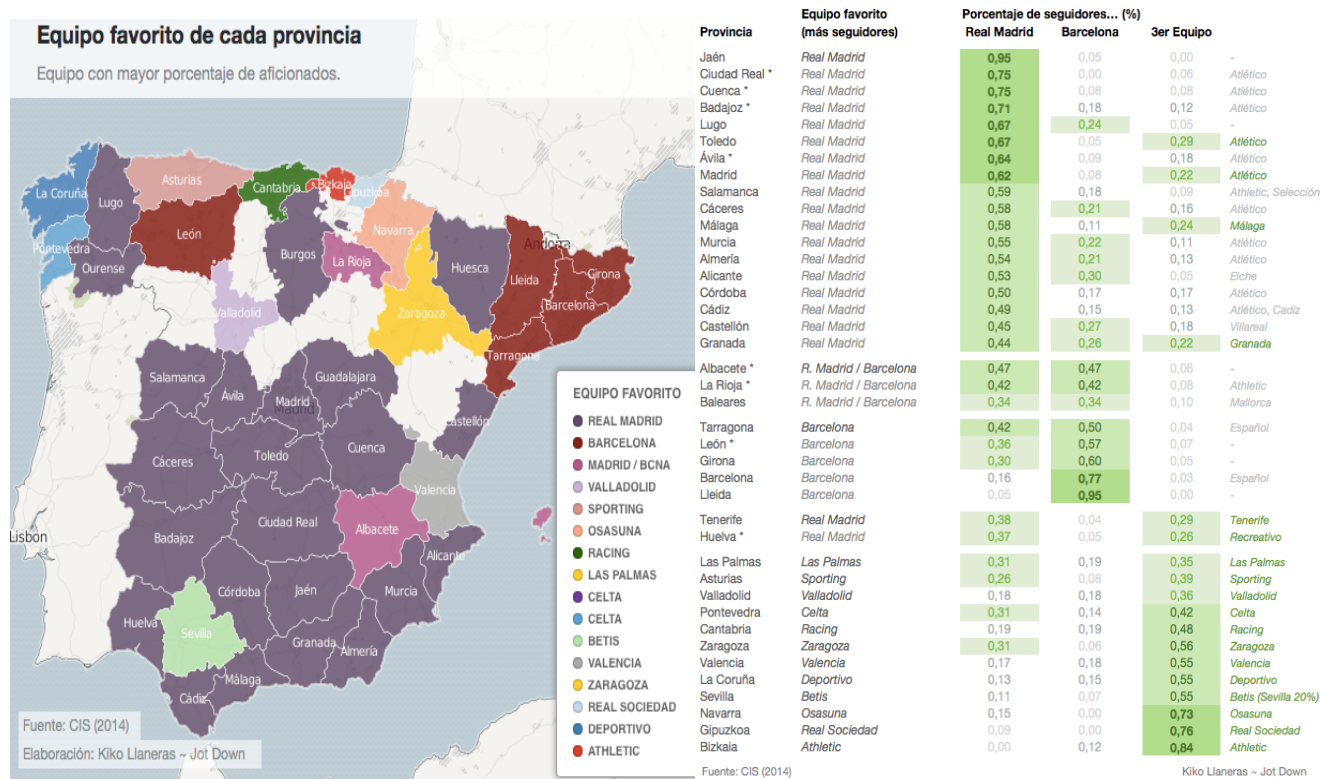 Equipo favorito de cada provincia
Equipo con mayor porcentaje de aficionados.
La Coruña
Lugo
Asturias
Cantabria
Bizkaia
Gipuzkoa
Navarra
León
Pontevedra
Ourense
Burgos
La Rioja
Huesca
Andorra
Lleida
Girona
Barcelona
Tarragona
Valladolid
Zaragoza
Salamanca
Ávila
Madrid
Madrid
Guadalajara
Castellón
Cáceres
Toledo
Cuenca
Valencia
Lisbon
Badajoz
Ciudad Real
Albacete
Alicante
Huelva
Sevilla
Córdoba
Jaén
Murcia
Granada
Almería
Málaga
Cádiz
EQUIPO FAVORITO
REAL MADRID
BARCELONA
MADRID / BCNA
VALLADOLID
SPORTING
OSASUNA
RACING
LAS PALMAS
CELTA
CELTA
BETIS
VALENCIA
ZARAGOZA
REAL SOCIEDAD
DEPORTIVO
ATHLETIC
Fuente: CIS (2014)
Elaboración: Kiko Llaneras ~ Jot Down
Equipo favorito Porcentaje de seguidores... (%)
Provincia (más seguidores) Real Madrid Barcelona 3er Equipo
Jaén Real Madrid 0,95 0,05 0,00 -
Ciudad Real * Real Madrid 0,75 0,00 0,06 Atlético
Cuenca * Real Madrid 0,75 0,08 0,08 Atlético
Badajoz * Real Madrid 0,71 0,18 0,12 Atlético
Lugo Real Madrid 0,67 0,24 0,05 -
Toledo Real Madrid 0,67 0,05 0,29 Atlético
Ávila * Real Madrid 0,64 0,09 0,18 Atlético
Madrid Real Madrid 0,62 0,08 0,22 Atlético
Salamanca Real Madrid 0,59 0,18 0,09 Athletic, Selección
Cáceres Real Madrid 0,58 0,21 0,16 Atlético
Málaga Real Madrid 0,58 0,11 0,24 Málaga
Murcia Real Madrid 0,55 0,22 0,11 Atlético
Almería Real Madrid 0,54 0,21 0,13 Atlético
Alicante Real Madrid 0,53 0,30 0,05 Elche
Córdoba Real Madrid 0,50 0,17 0,17 Atlético
Cádiz Real Madrid 0,49 0,15 0,13 Atlético, Cadiz
Castellón Real Madrid 0,45 0,27 0,18 Villareal
Granada Real Madrid 0,44 0,26 0,22 Granada
Albacete * R. Madrid / Barcelona 0,47 0,47 0,06 -
La Rioja * R. Madrid / Barcelona 0,42 0,42 0,08 Athletic
Baleares R. Madrid / Barcelona 0,34 0,34 0,10 Mallorca
Tarragona Barcelona 0,42 0,50 0,04 Español
León * Barcelona 0,36 0,57 0,07 -
Girona Barcelona 0,30 0,60 0,05 -
Barcelona Barcelona 0,16 0,77 0,03 Español
Lleida Barcelona 0,05 0,95 0,00 -
Tenerife Real Madrid 0,38 0,04 0,29 Tenerife
Huelva * Real Madrid 0,37 0,05 0,26 Recreativo
Las Palmas Las Palmas 0,31 0,19 0,35 Las Palmas
Asturias Sporting 0,26 0,08 0,39 Sporting
Valladolid Valladolid 0,18 0,18 0,36 Valladolid
Pontevedra Celta 0,31 0,14 0,42 Celta
Cantabria Racing 0,19 0,19 0,48 Racing
Zaragoza Zaragoza 0,31 0,06 0,56 Zaragoza
Valencia Valencia 0,17 0,18 0,55 Valencia
La Coruña Deportivo 0,13 0,15 0,55 Deportivo
Sevilla Betis 0,11 0,07 0,55 Betis (Sevilla 20%)
Navarra Osasuna 0,15 0,00 0,73 Osasuna
Gipuzkoa Real Sociedad 0,09 0,00 0,76 Real Sociedad
Bizkaia Athletic 0,00 0,12 0,84 Athletic
Fuente: CIS (2014) Kiko Llaneras ~ Jot Down